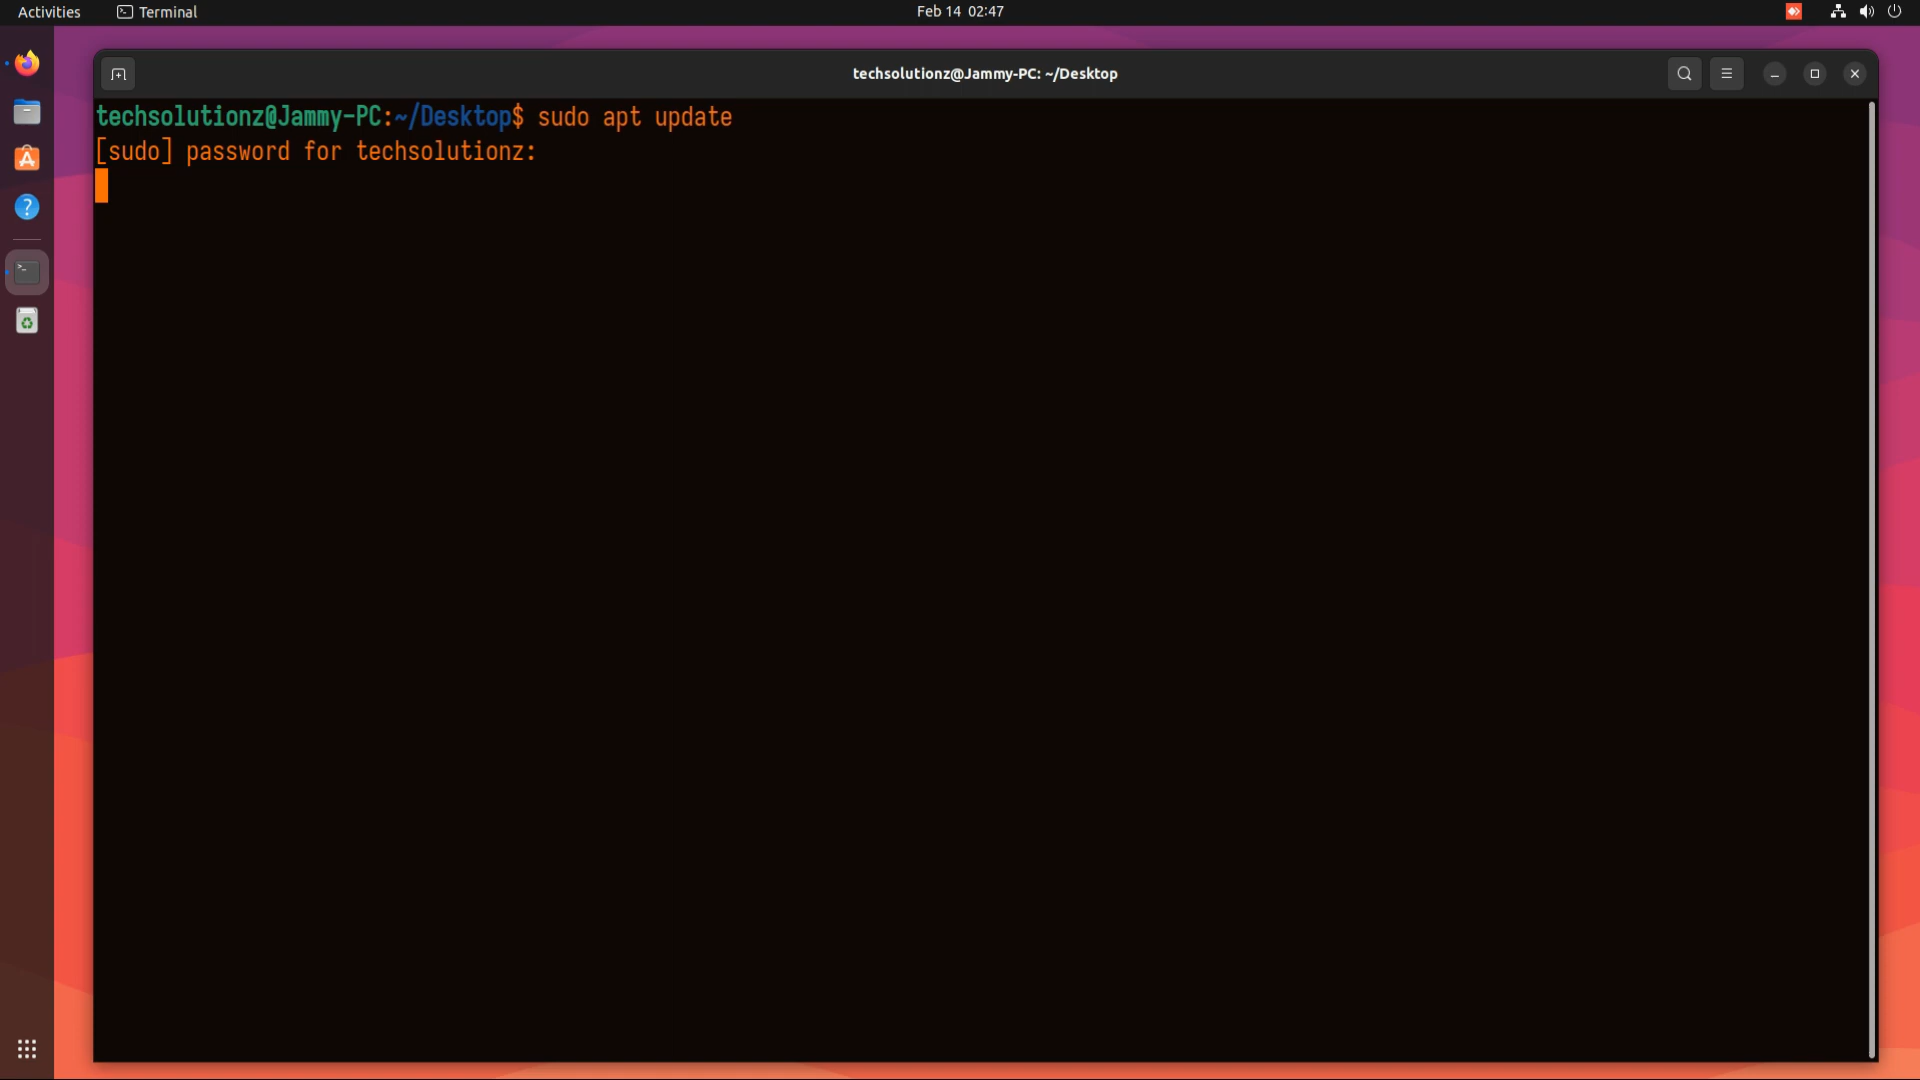 Activities
Terminal
Feb 14 02:47
techsolutionz@Jammy-PC: ~/Desktop
techsolutionz@Jammy-PC:~/Desktop$ sudo apt update
[sudo] password for techsolutionz: